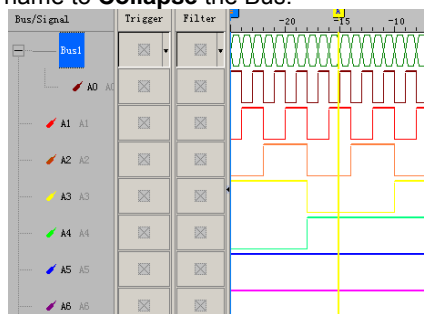 name to Collapse the Bus.
Bus/Signal Trigger Filter
A
-20 -15 -10
Bus1
A0 A0
A1 A1
A2 A2
A3 A3
A4 A4
A5 A5
A6 A6